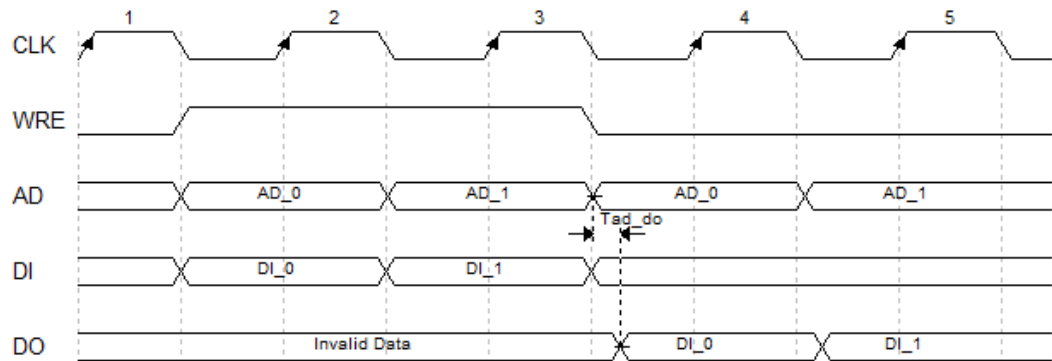 1 2 3 4 5
CLK
WRE
AD AD_0 AD_1 AD_0 AD_1
Tad_do
DI DI_0 DI_1
DO Invalid Data DI_0 DI_1